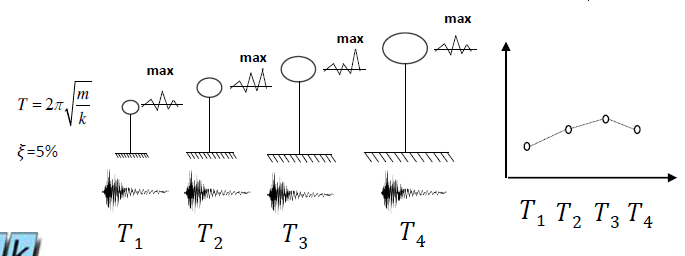 max
max
max
max
T = 2π√(m/k)
ξ=5%
T₁ T₂ T₃ T₄
T₁ T₂ T₃ T₄
k